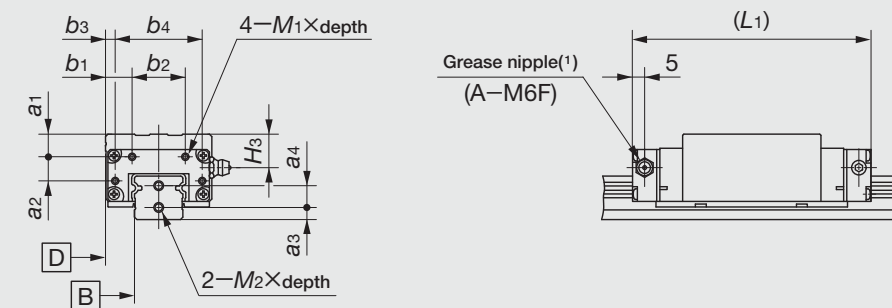 b3 b4 4−M1×depth
b1 b2
a1
a2
H3
a4
a3
D
B
2−M2×depth
(L1)
Grease nipple(1)
5
(A−M6F)